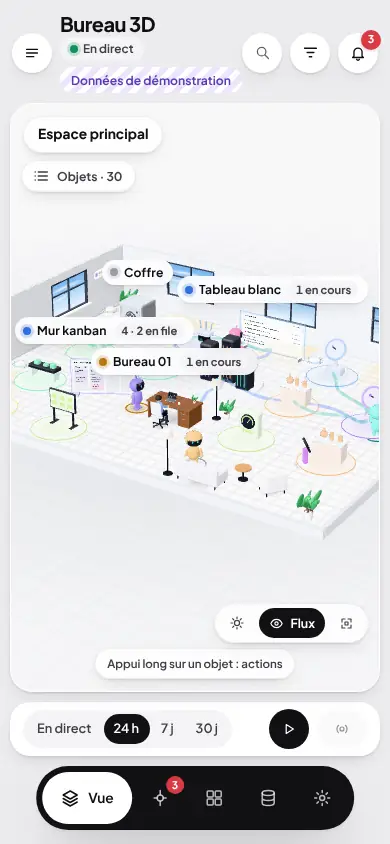 Bureau 3D
En direct
Données de démonstration
3
Espace principal
Objets · 30
Coffre
Tableau blanc 1 en cours
Mur kanban 4 · 2 en file
Bureau 01 1 en cours
Flux
Appui long sur un objet : actions
En direct 24 h 7 j 30 j
Vue
3